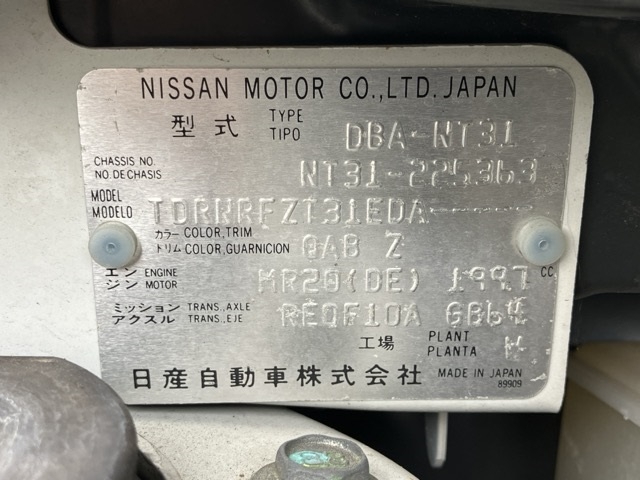 NISSAN MOTOR CO.,LTD.JAPAN
型式 TYPE TIPO DBA-NT31
CHASSIS NO. NO.DECHASIS NT31-225363
MODEL MODELO TDRNRFZT31EDA-----
カラー COLOR,TRIM トリム COLOR,GUARNICION QAB Z
エンジン ENGINE MOTOR MR20(DE) 1997 CC
ミッション TRANS.,AXLE アクスル TRANS.,EJE RE0F10A GB64
工場 PLANT PLANTA
日産自動車株式会社 MADE IN JAPAN
89909